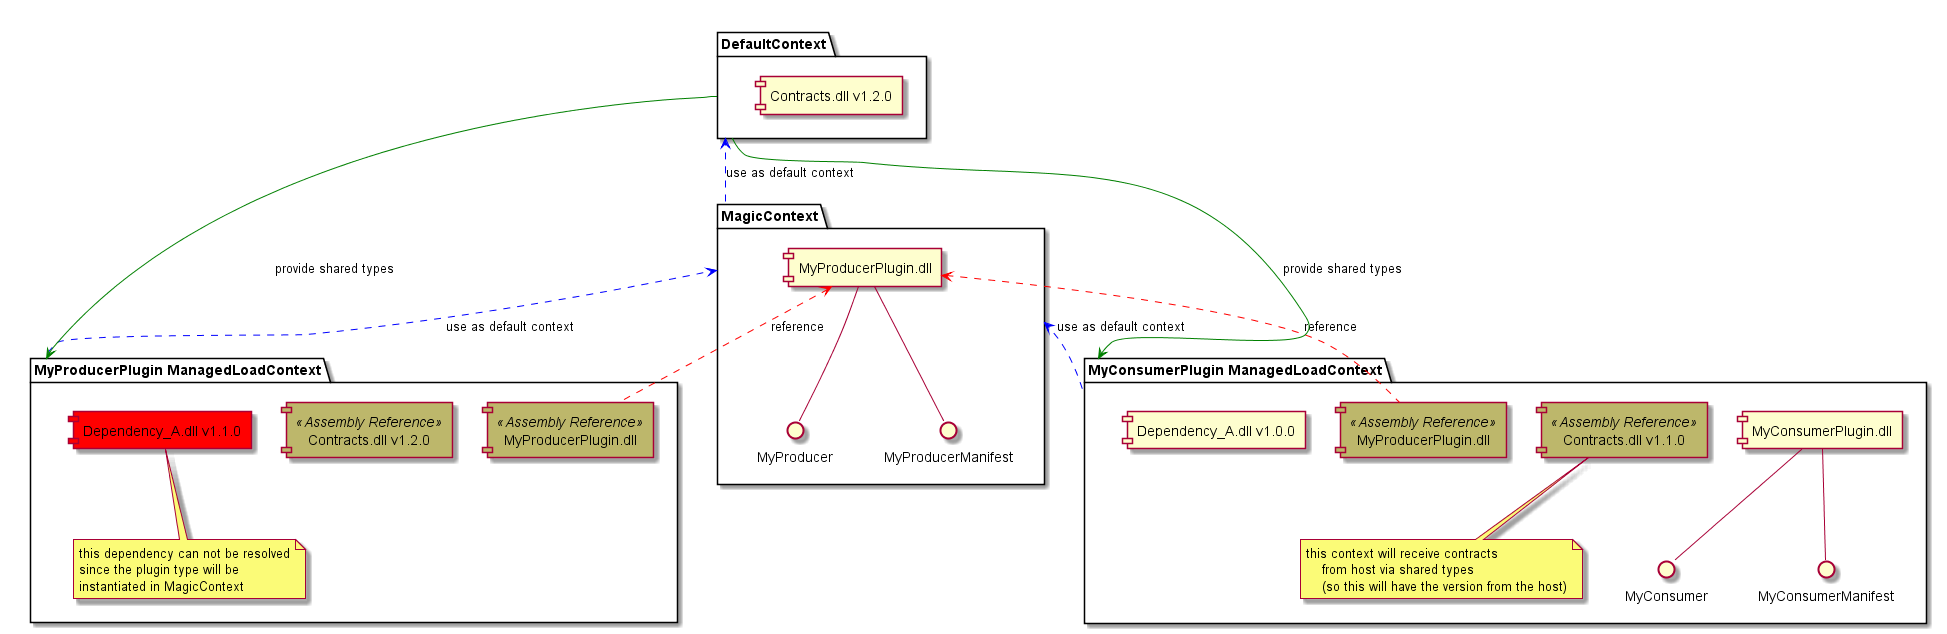 DefaultContext
Contracts.dll v1.2.0
use as default context
MagicContext
MyProducerPlugin.dll
provide shared types
provide shared types
use as default context
reference
use as default context
reference
MyProducer
MyProducerManifest
MyProducerPlugin ManagedLoadContext
Dependency_A.dll v1.1.0
«Assembly Reference»
Contracts.dll v1.2.0
«Assembly Reference»
MyProducerPlugin.dll
this dependency can not be resolved
since the plugin type will be
instantiated in MagicContext
MyConsumerPlugin ManagedLoadContext
Dependency_A.dll v1.0.0
«Assembly Reference»
MyProducerPlugin.dll
«Assembly Reference»
Contracts.dll v1.1.0
MyConsumerPlugin.dll
this context will receive contracts
from host via shared types
(so this will have the version from the host)
MyConsumer
MyConsumerManifest